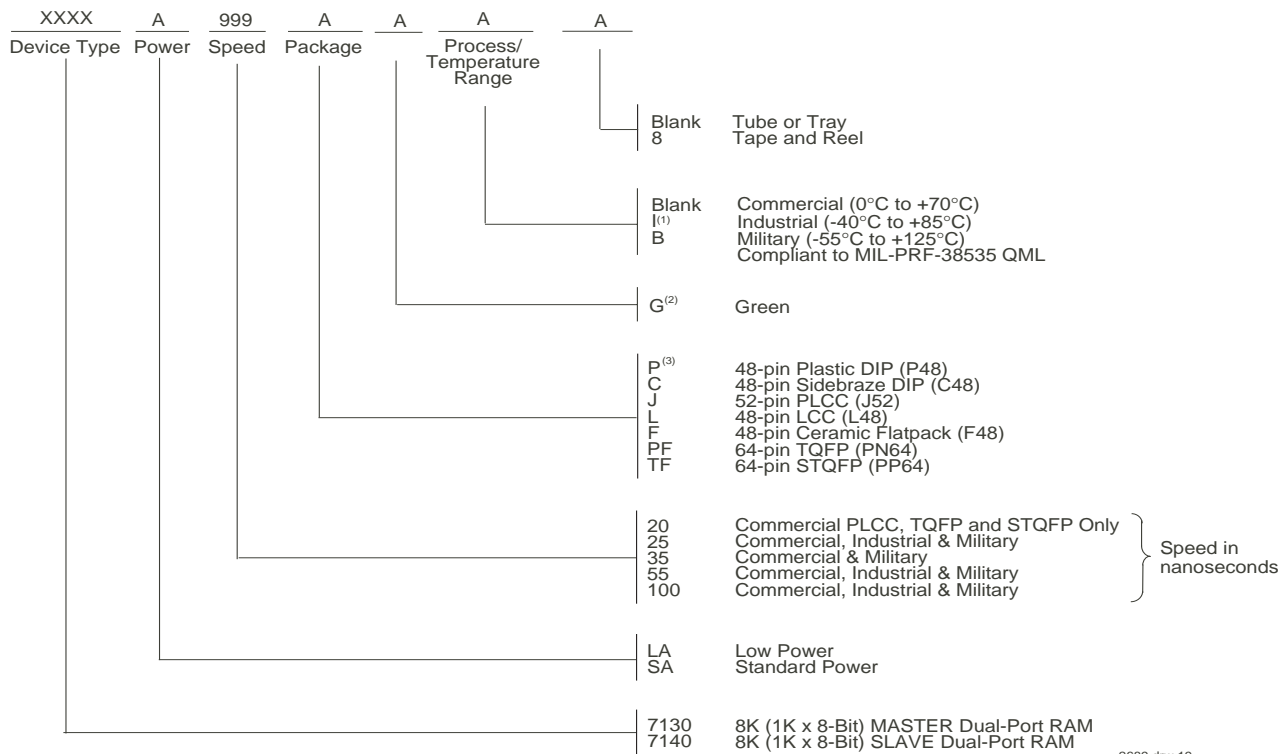 XXXX A 999 A A A A
Device Type Power Speed Package Process/
Temperature
Range
Blank Tube or Tray
8 Tape and Reel
Blank Commercial (0°C to +70°C)
I(1) Industrial (-40°C to +85°C)
B Military (-55°C to +125°C)
Compliant to MIL-PRF-38535 QML
G(2) Green
P(3) 48-pin Plastic DIP (P48)
C 48-pin Sidebraze DIP (C48)
J 52-pin PLCC (J52)
L 48-pin LCC (L48)
F 48-pin Ceramic Flatpack (F48)
PF 64-pin TQFP (PN64)
TF 64-pin STQFP (PP64)
20 Commercial PLCC, TQFP and STQFP Only
25 Commercial, Industrial & Military
35 Commercial & Military
55 Commercial, Industrial & Military
100 Commercial, Industrial & Military
Speed in
nanoseconds
LA Low Power
SA Standard Power
7130 8K (1K x 8-Bit) MASTER Dual-Port RAM
7140 8K (1K x 8-Bit) SLAVE Dual-Port RAM